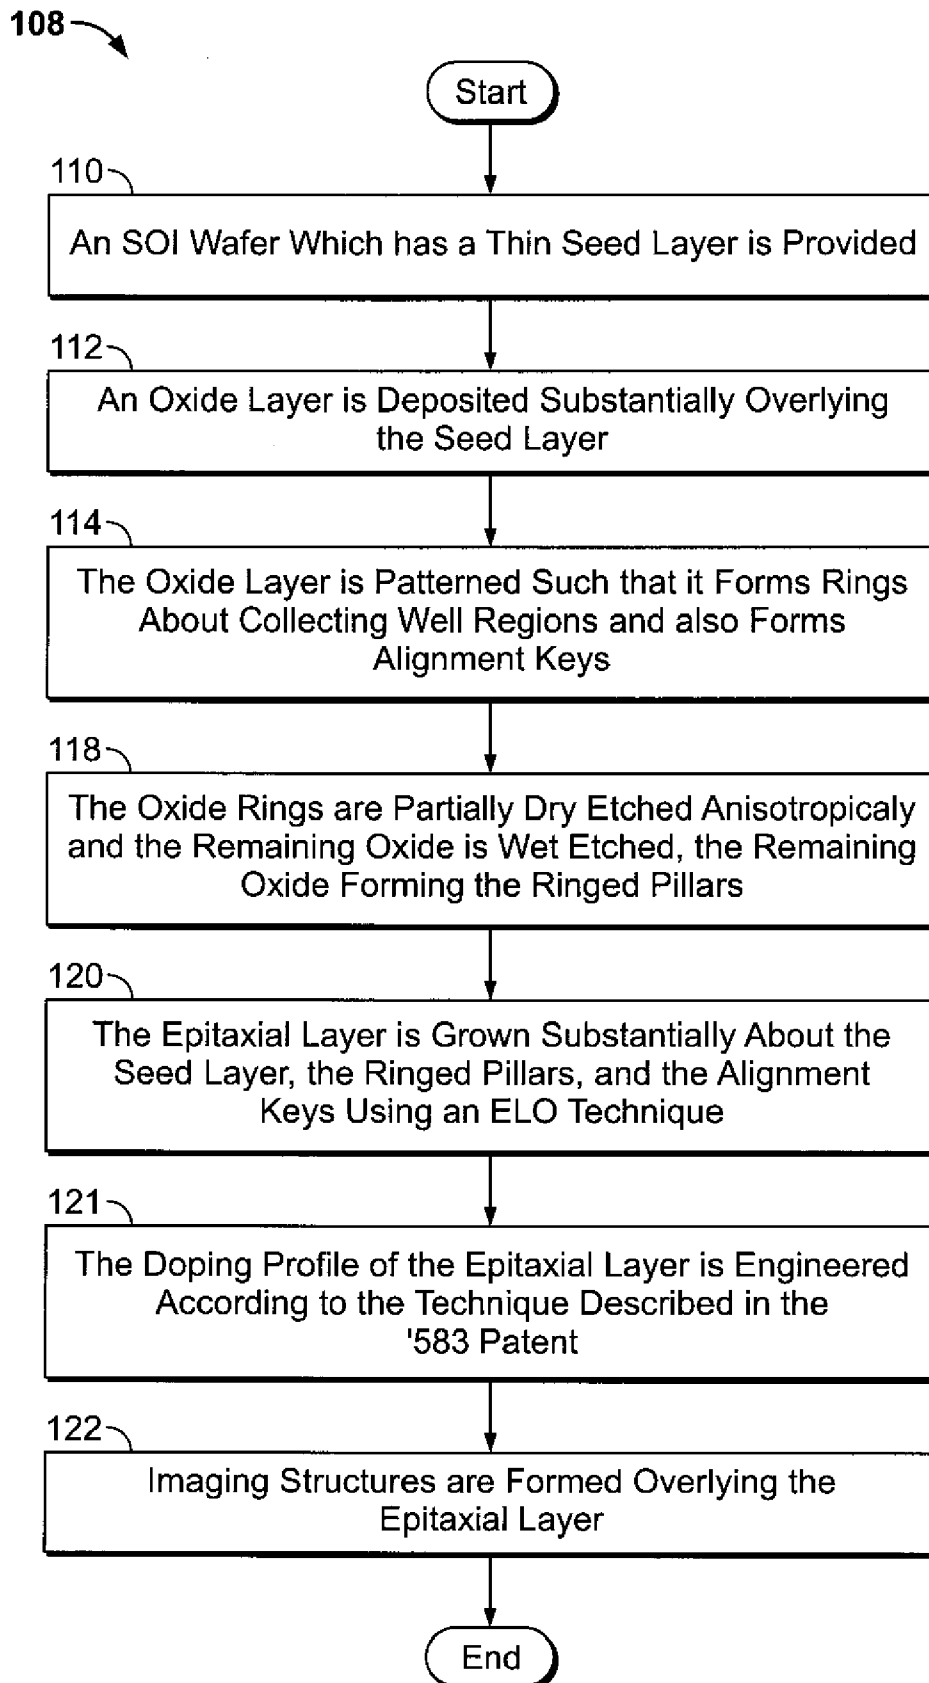 108
Start
110
An SOI Wafer Which has a Thin Seed Layer is Provided
112
An Oxide Layer is Deposited Substantially Overlying
the Seed Layer
114
The Oxide Layer is Patterned Such that it Forms Rings
About Collecting Well Regions and also Forms
Alignment Keys
118
The Oxide Rings are Partially Dry Etched Anisotropicaly
and the Remaining Oxide is Wet Etched, the Remaining
Oxide Forming the Ringed Pillars
120
The Epitaxial Layer is Grown Substantially About the
Seed Layer, the Ringed Pillars, and the Alignment
Keys Using an ELO Technique
121
The Doping Profile of the Epitaxial Layer is Engineered
According to the Technique Described in the
'583 Patent
122
Imaging Structures are Formed Overlying the
Epitaxial Layer
End